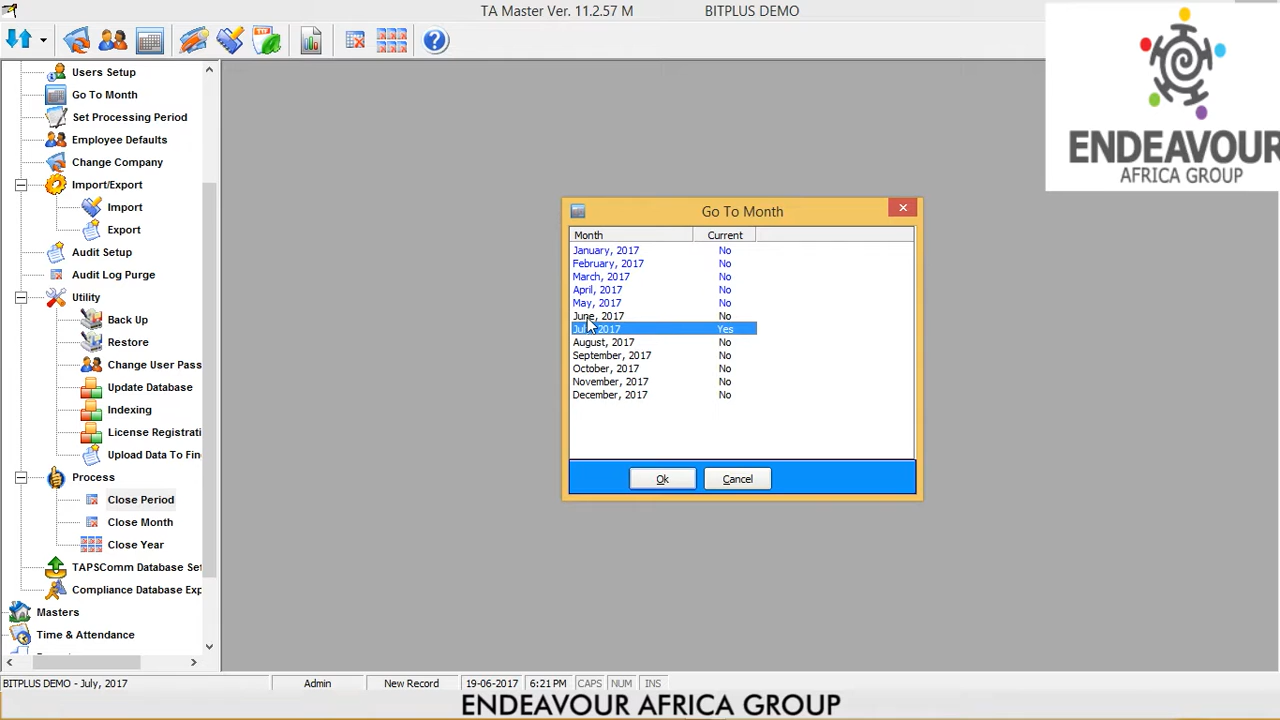 TA Master Ver. 11.2.57 M BITPLUS DEMO
ENDEAVOUR
AFRICA GROUP
Users Setup
Go To Month
Set Processing Period
Employee Defaults
Change Company
Import/Export
Import
Export
Audit Setup
Audit Log Purge
Utility
Back Up
Restore
Change User Pass
Update Database
Indexing
License Registrati
Upload Data To Fin
Process
Close Period
Close Month
Close Year
TAPSComm Database Set
Compliance Database Exp
Masters
Time & Attendance
Go To Month
Month Current
January, 2017 No
February, 2017 No
March, 2017 No
April, 2017 No
May, 2017 No
June, 2017 No
July, 2017 Yes
August, 2017 No
September, 2017 No
October, 2017 No
November, 2017 No
December, 2017 No
Ok Cancel
BITPLUS DEMO - July, 2017 Admin New Record 19-06-2017 6:21 PM CAPS NUM INS
ENDEAVOUR AFRICA GROUP